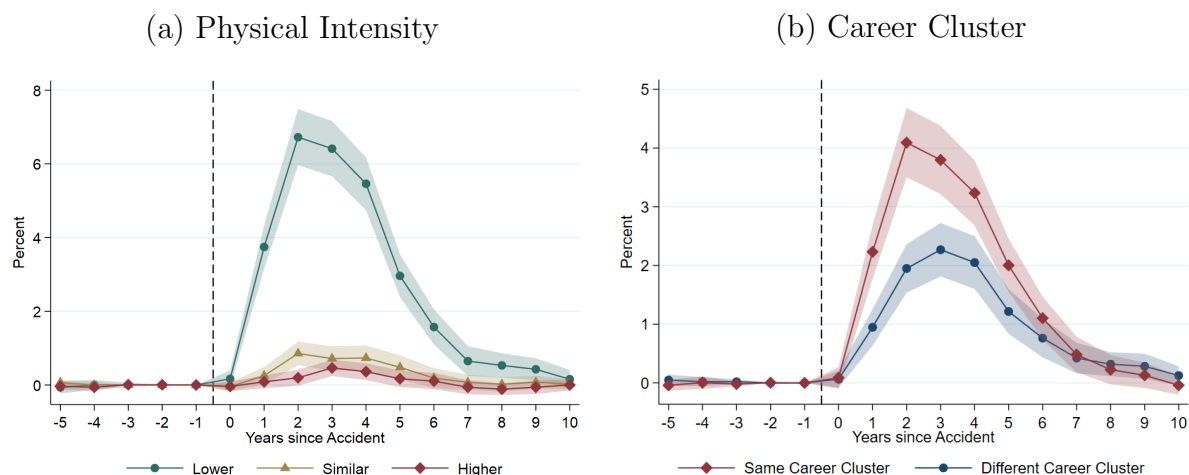 (a) Physical Intensity
8
6
4
2
0
Percent
-5 -4 -3 -2 -1 0 1 2 3 4 5 6 7 8 9 10
Years since Accident
Lower Similar Higher
(b) Career Cluster
5
4
3
2
1
0
Percent
-5 -4 -3 -2 -1 0 1 2 3 4 5 6 7 8 9 10
Years since Accident
Same Career Cluster Different Career Cluster